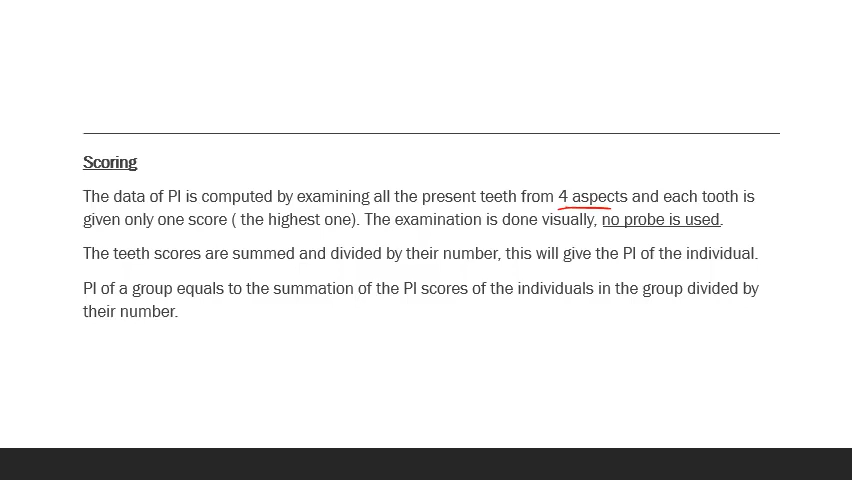 Scoring
The data of PI is computed by examining all the present teeth from 4 aspects and each tooth is
given only one score ( the highest one). The examination is done visually, no probe is used.
The teeth scores are summed and divided by their number, this will give the PI of the individual.
PI of a group equals to the summation of the PI scores of the individuals in the group divided by
their number.